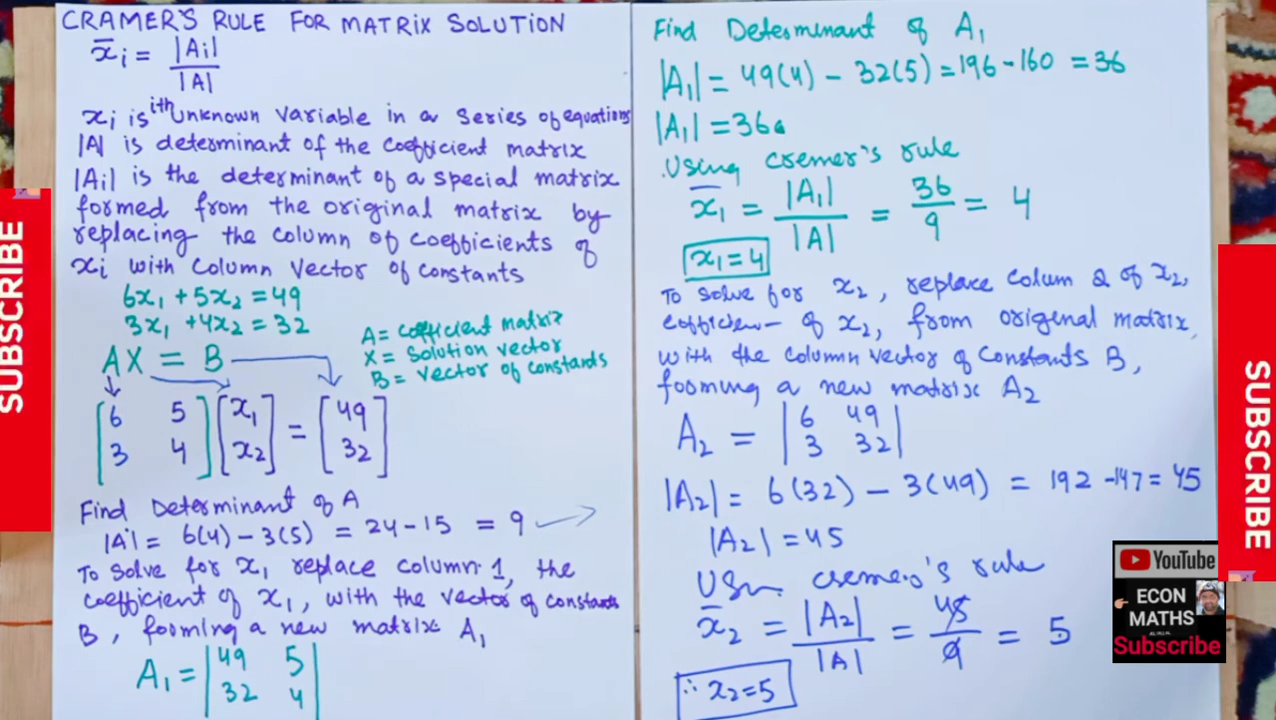 CRAMER'S RULE FOR MATRIX SOLUTION
x̄i = |Ai| / |A|
xi is ith Unknown Variable in a series of equations
|A| is determinant of the coefficient matrix
|Ai| is the determinant of a special matrix
formed from the original matrix by
replacing the column of coefficients of
xi with column Vector of constants
6x₁ + 5x₂ = 49
3x₁ + 4x₂ = 32
A = coefficient matrix
X = Solution vector
B = Vector of constants
AX = B
[6 5] [x₁] = [49]
[3 4] [x₂] [32]
Find Determinant of A
|A| = 6(4) - 3(5) = 24 - 15 = 9
To Solve for x₁ replace column 1, the
coefficient of x₁, with the vector of constants
B, forming a new matrix A₁
A₁ = |49 5|
|32 4|
Find Determinant of A₁
|A₁| = 49(4) - 32(5) = 196 - 160 = 36
|A₁| = 36
Using cremer's rule
x̄₁ = |A₁| / |A| = 36 / 9 = 4
x₁ = 4
To solve for x₂, replace Colum 2 of x₂,
of x₂, from original matrix,
with the column vector of Constants B,
forming a new matrix A₂
A₂ = |6 49|
|3 32|
|A₂| = 6(32) - 3(49) = 192 - 147 = 45
|A₂| = 45
cremer's rule
x̄₂ = |A₂| / |A| = 45 / 9 = 5
∴ x₂ = 5
SUBSCRIBE
SUBSCRIBE
YouTube
ECON
MATHS
Subscribe